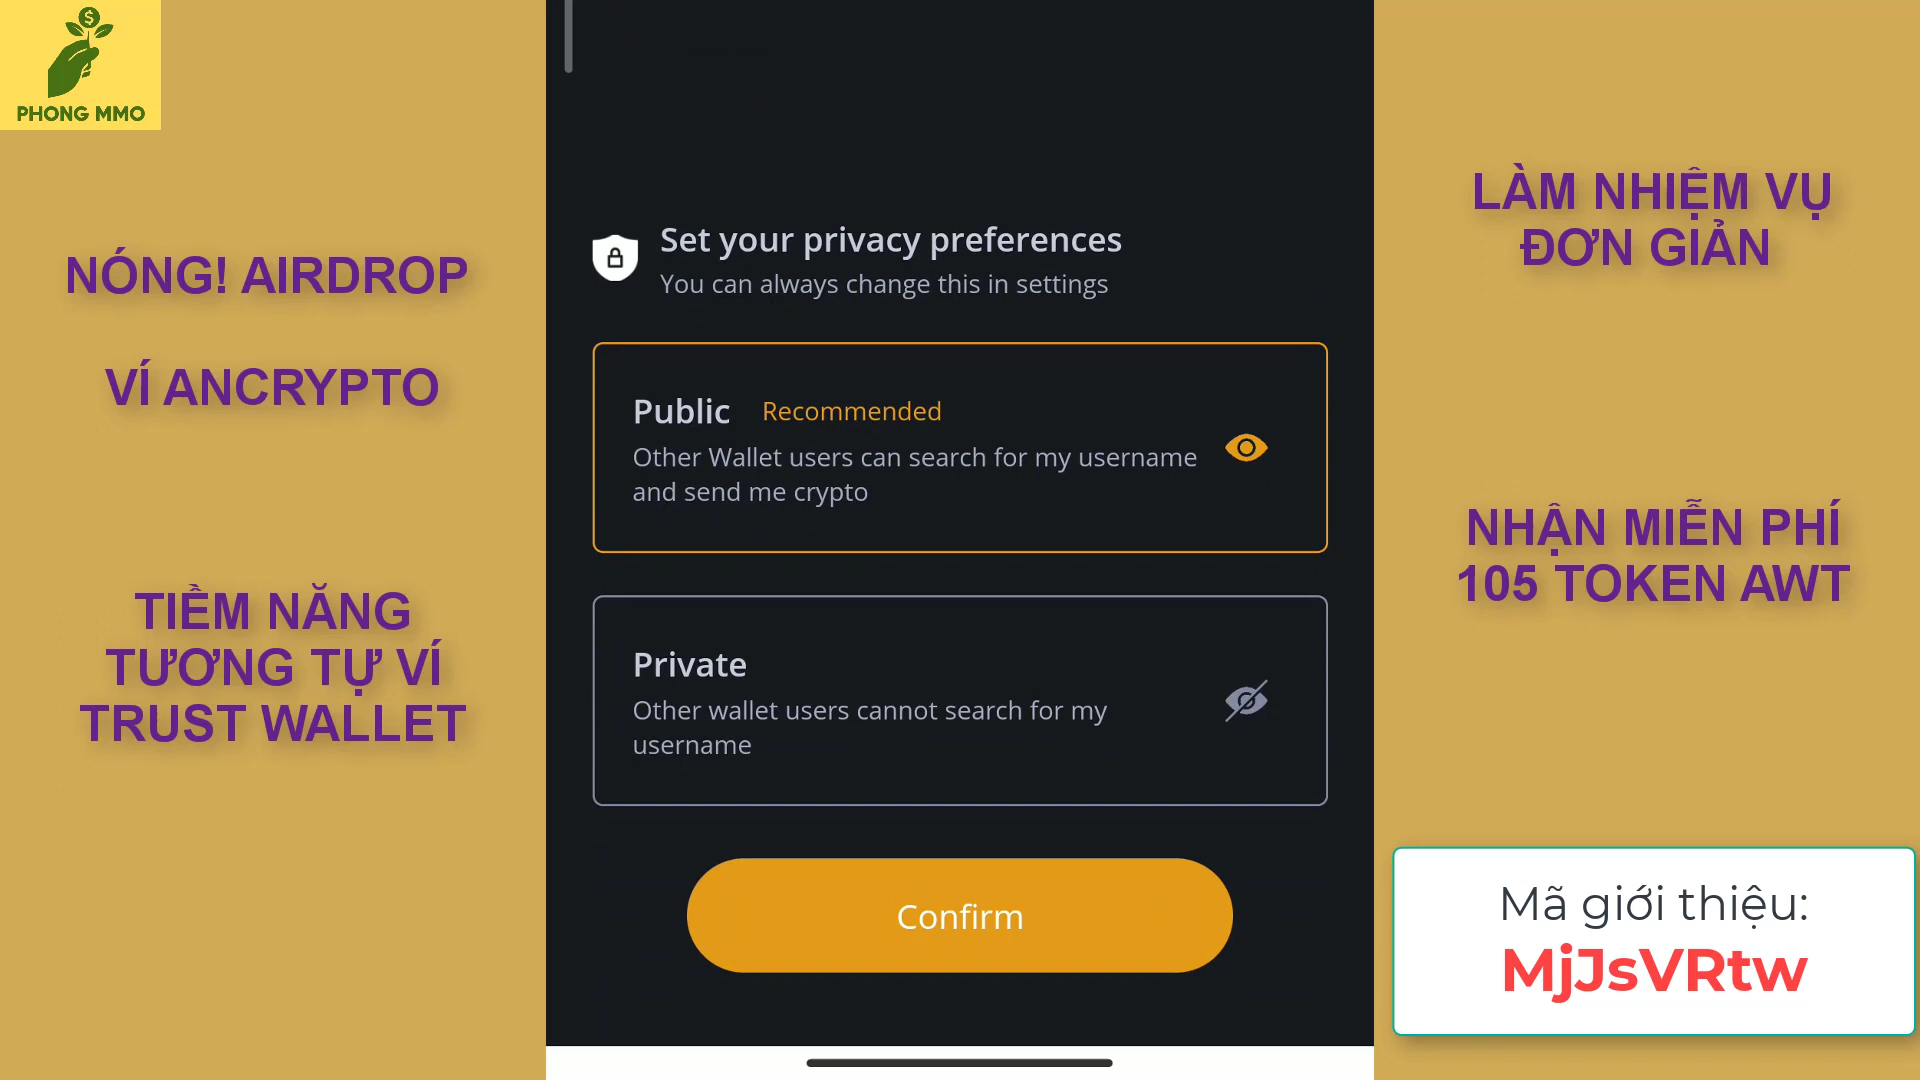 PHONG MMO
NÓNG! AIRDROP
VÍ ANCRYPTO
TIỀM NĂNG
TƯƠNG TỰ VÍ
TRUST WALLET
Set your privacy preferences
You can always change this in settings
Public Recommended
Other Wallet users can search for my username
and send me crypto
Private
Other wallet users cannot search for my
username
Confirm
LÀM NHIỆM VỤ
ĐƠN GIẢN
NHẬN MIỄN PHÍ
105 TOKEN AWT
Mã giới thiệu:
MjJsVRtw